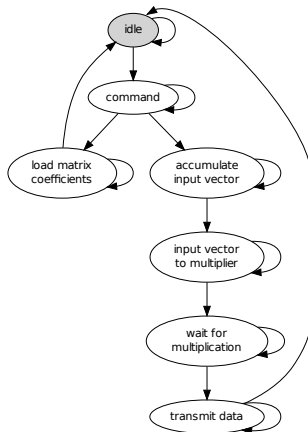 idle
command
load matrix
coefficients
accumulate
input vector
input vector
to multiplier
wait for
multiplication
transmit data